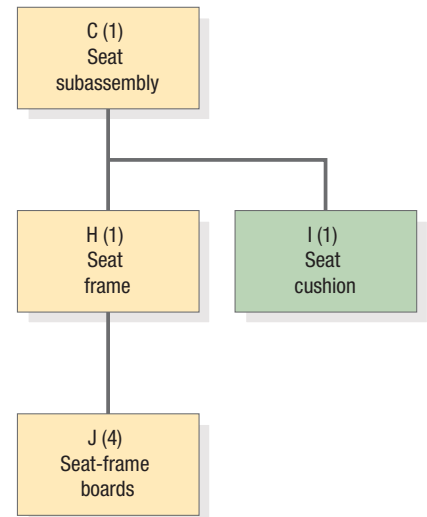 C (1)
Seat
subassembly
H (1)
Seat
frame
I (1)
Seat
cushion
J (4)
Seat-frame
boards